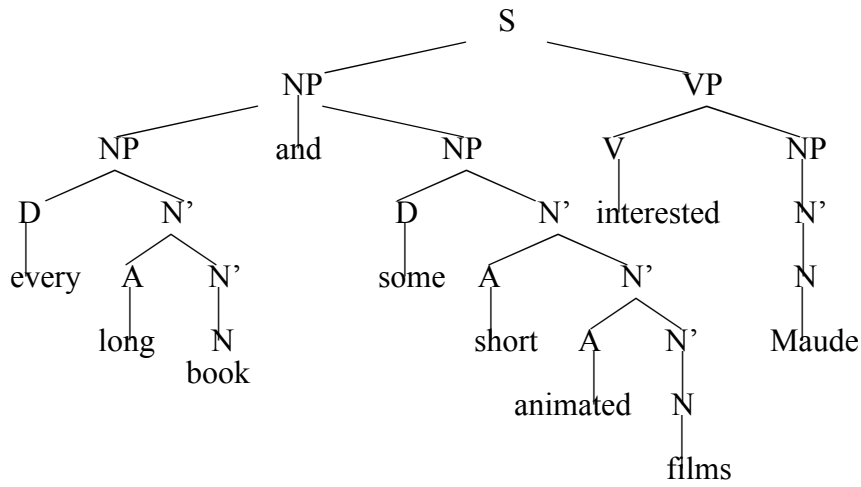 S
NP VP
NP and NP V NP
D N’ D N’ interested N’
every A N’ some A N’ N
long N short A N’ Maude
book
animated N
films